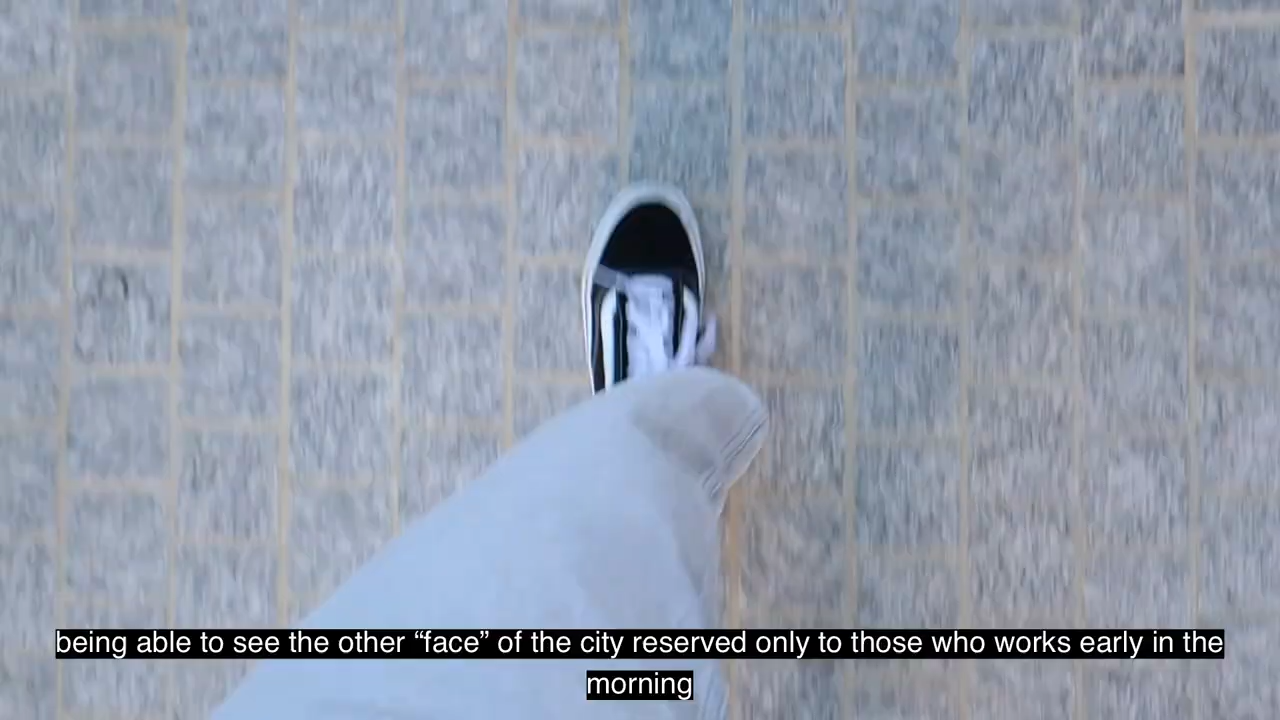 being able to see the other “face” of the city reserved only to those who works early in the
morning